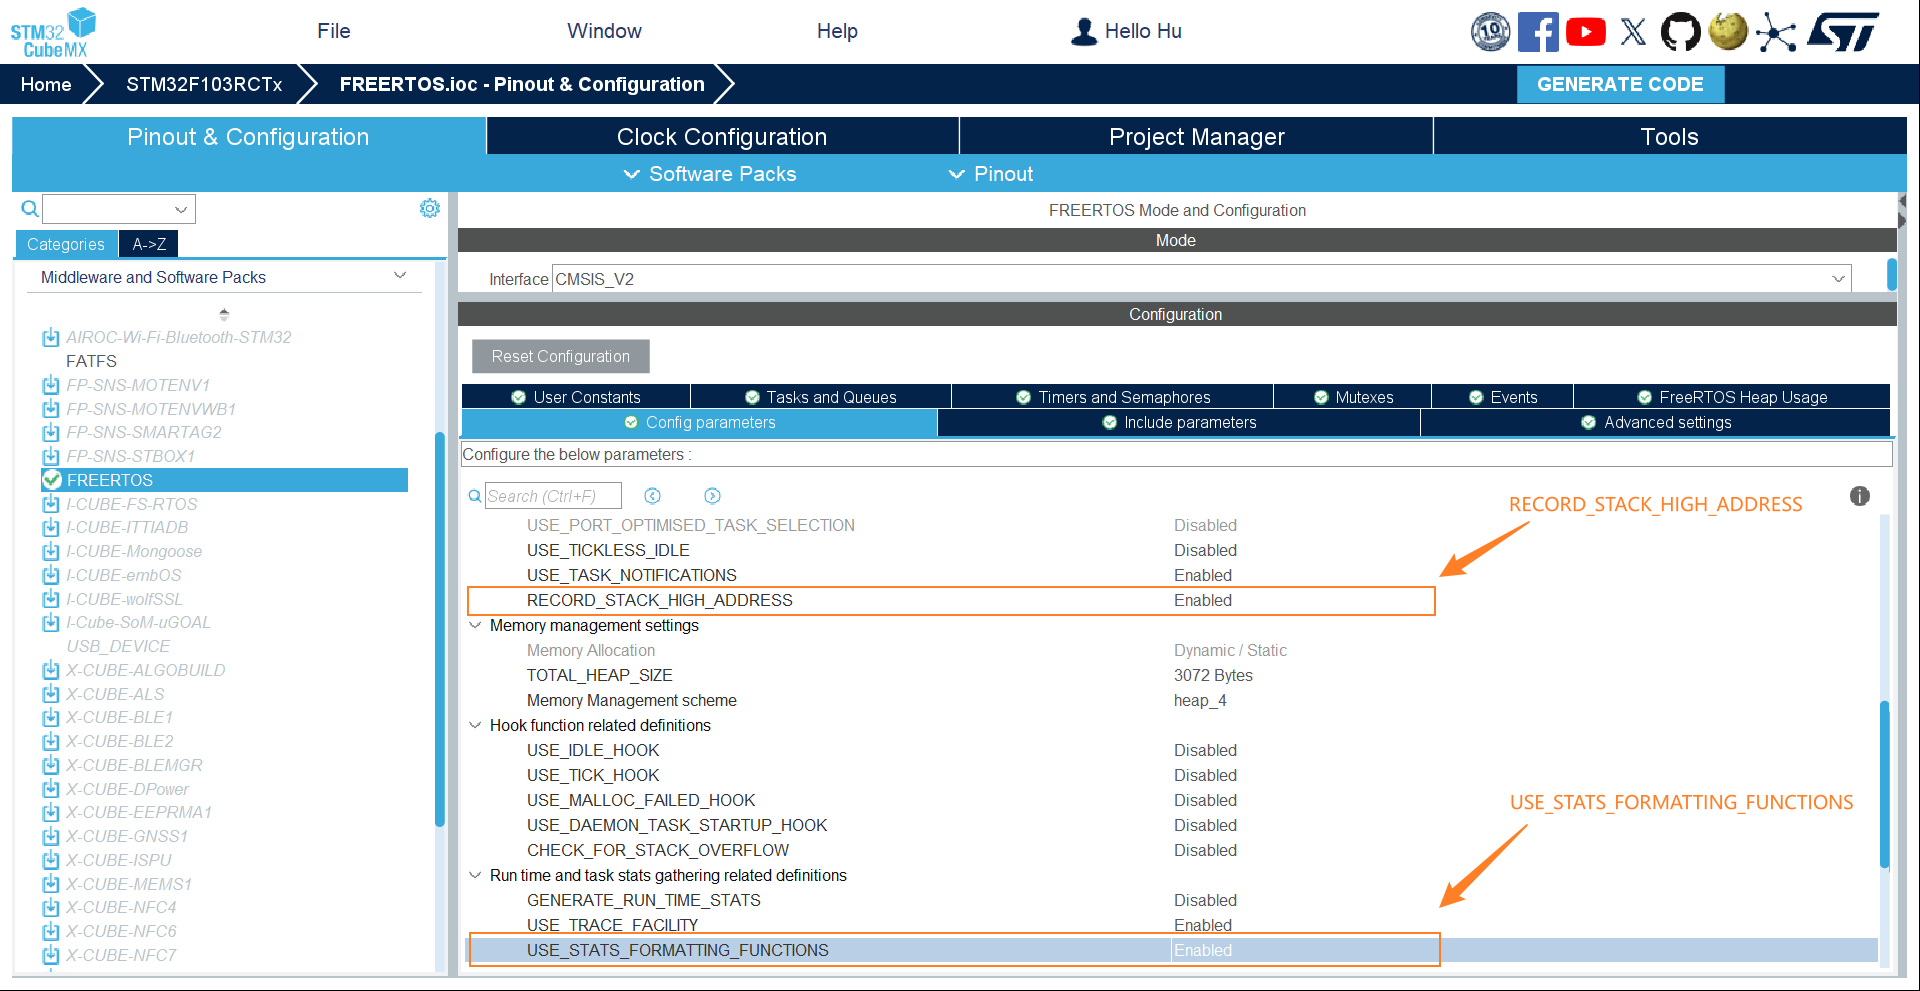 STM32
CubeMX
File
Window
Help
Hello Hu
10
Home
STM32F103RCTx
FREERTOS.ioc - Pinout & Configuration
GENERATE CODE
Pinout & Configuration
Clock Configuration
Project Manager
Tools
Software Packs
Pinout
Categories
A->Z
Middleware and Software Packs
AIROC-Wi-Fi-Bluetooth-STM32
FATFS
FP-SNS-MOTENV1
FP-SNS-MOTENVWB1
FP-SNS-SMARTAG2
FP-SNS-STBOX1
FREERTOS
I-CUBE-FS-RTOS
I-CUBE-ITTIADB
I-CUBE-Mongoose
I-CUBE-embOS
I-CUBE-wolfSSL
I-Cube-SoM-uGOAL
USB_DEVICE
X-CUBE-ALGOBUILD
X-CUBE-ALS
X-CUBE-BLE1
X-CUBE-BLE2
X-CUBE-BLEMGR
X-CUBE-DPower
X-CUBE-EEPRMA1
X-CUBE-GNSS1
X-CUBE-ISPU
X-CUBE-MEMS1
X-CUBE-NFC4
X-CUBE-NFC6
X-CUBE-NFC7
FREERTOS Mode and Configuration
Mode
Interface CMSIS_V2
Configuration
Reset Configuration
User Constants
Tasks and Queues
Timers and Semaphores
Mutexes
Events
FreeRTOS Heap Usage
Config parameters
Include parameters
Advanced settings
Configure the below parameters :
Search (Ctrl+F)
RECORD_STACK_HIGH_ADDRESS
USE_PORT_OPTIMISED_TASK_SELECTION Disabled
USE_TICKLESS_IDLE Disabled
USE_TASK_NOTIFICATIONS Enabled
RECORD_STACK_HIGH_ADDRESS Enabled
Memory management settings
Memory Allocation Dynamic / Static
TOTAL_HEAP_SIZE 3072 Bytes
Memory Management scheme heap_4
Hook function related definitions
USE_IDLE_HOOK Disabled
USE_TICK_HOOK Disabled
USE_MALLOC_FAILED_HOOK Disabled
USE_STATS_FORMATTING_FUNCTIONS
USE_DAEMON_TASK_STARTUP_HOOK Disabled
CHECK_FOR_STACK_OVERFLOW Disabled
Run time and task stats gathering related definitions
GENERATE_RUN_TIME_STATS Disabled
USE_TRACE_FACILITY Enabled
USE_STATS_FORMATTING_FUNCTIONS Enabled